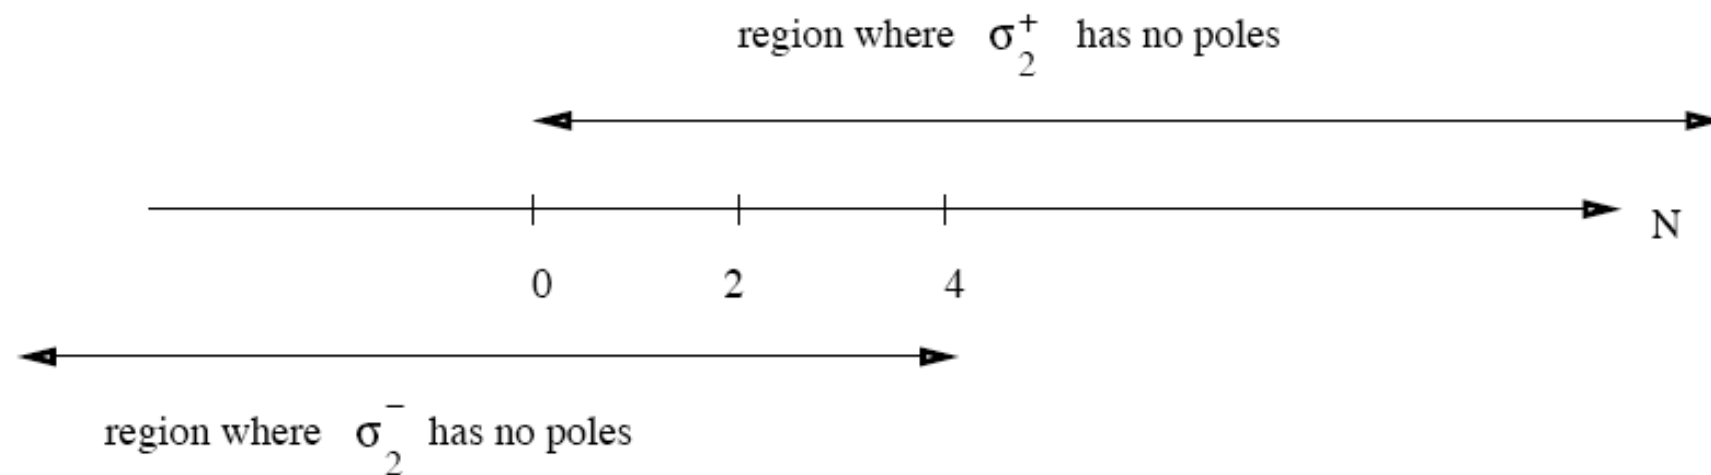 region where σ₂⁺ has no poles
N
0 2 4
region where σ₂⁻ has no poles